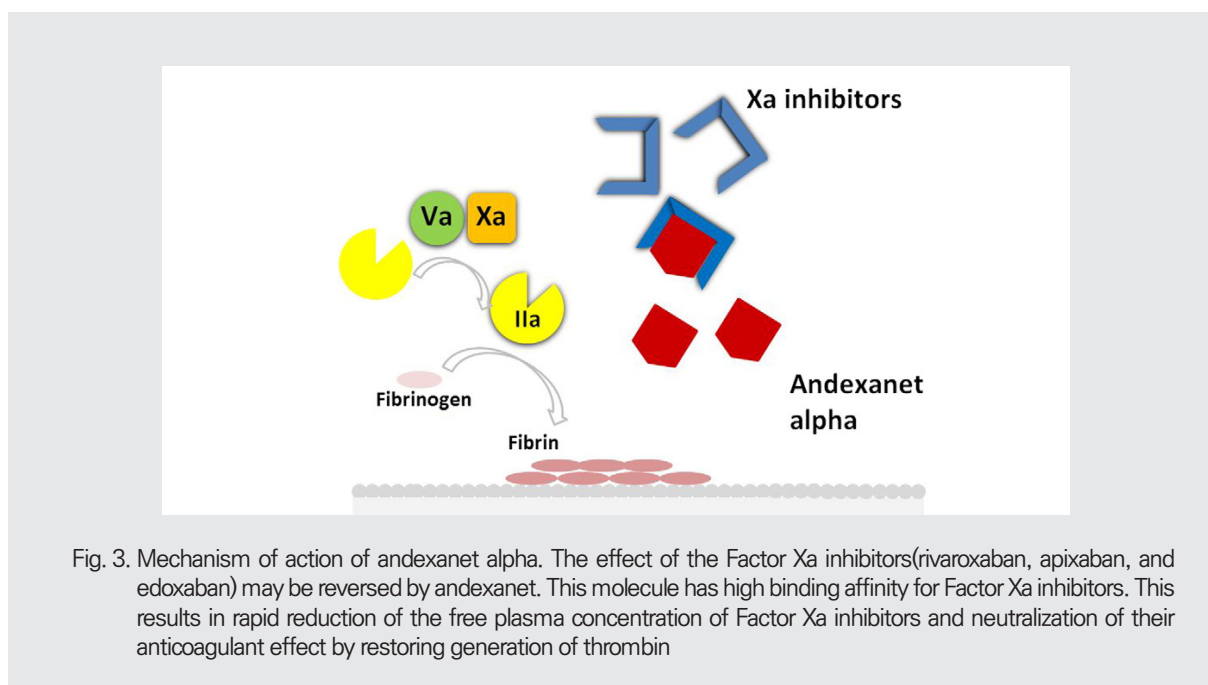 Xa inhibitors
Va
Xa
IIa
Fibrinogen
Fibrin
Andexanet
alpha
Fig. 3. Mechanism of action of andexanet alpha. The effect of the Factor Xa inhibitors(rivaroxaban, apixaban, and
edoxaban) may be reversed by andexanet. This molecule has high binding affinity for Factor Xa inhibitors. This
results in rapid reduction of the free plasma concentration of Factor Xa inhibitors and neutralization of their
anticoagulant effect by restoring generation of thrombin